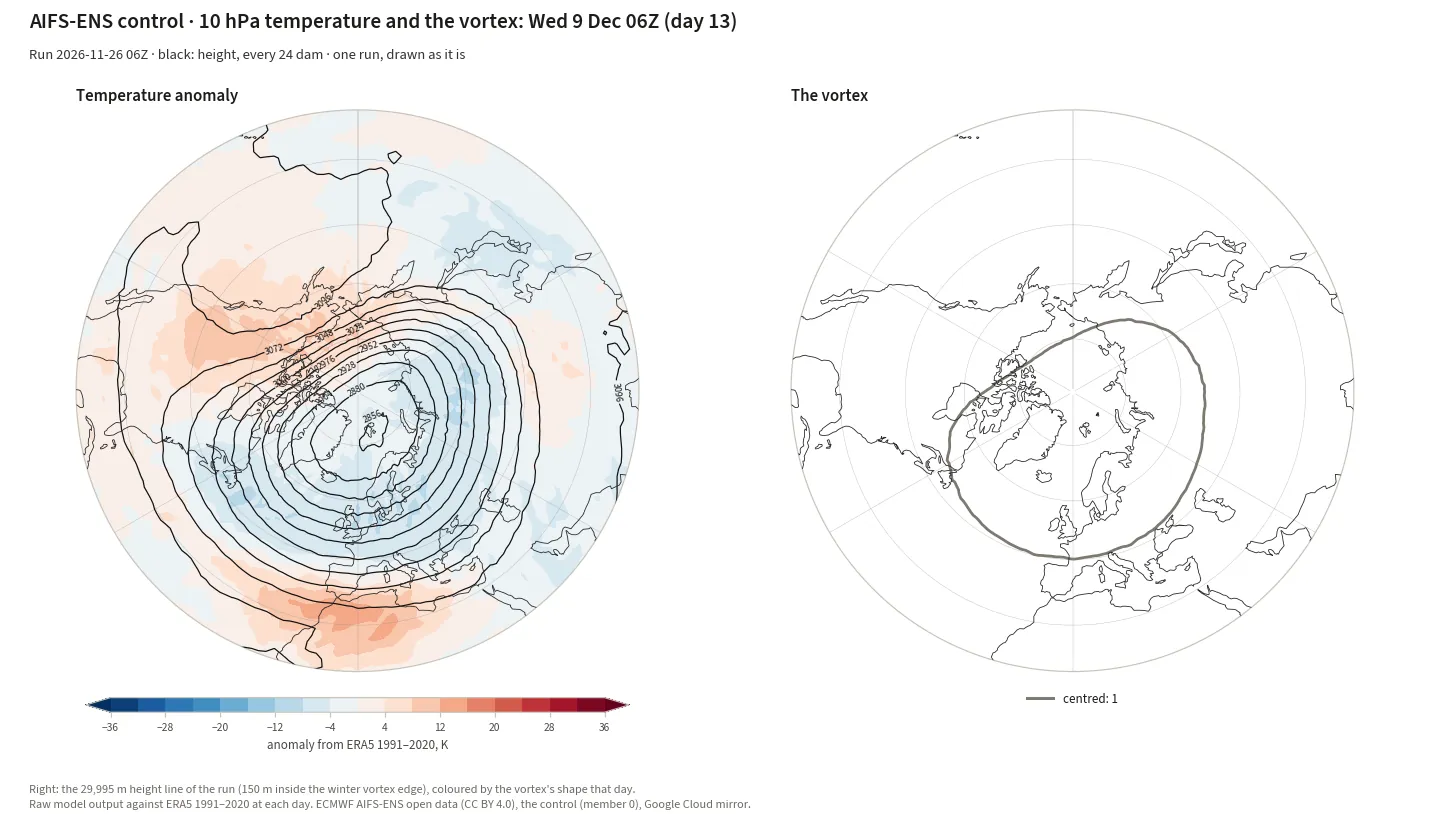 AIFS-ENS control · 10 hPa temperature and the vortex: Wed 9 Dec 06Z (day 13)
Run 2026-11-26 06Z · black: height, every 24 dam · one run, drawn as it is
Temperature anomaly
The vortex
3096
3024
3048
3072
2952
2976
2928
2880
2856
3096
−36
−28
−20
−12
−4
4
12
20
28
36
anomaly from ERA5 1991–2020, K
centred: 1
Right: the 29,995 m height line of the run (150 m inside the winter vortex edge), coloured by the vortex's shape that day.
Raw model output against ERA5 1991–2020 at each day. ECMWF AIFS-ENS open data (CC BY 4.0), the control (member 0), Google Cloud mirror.